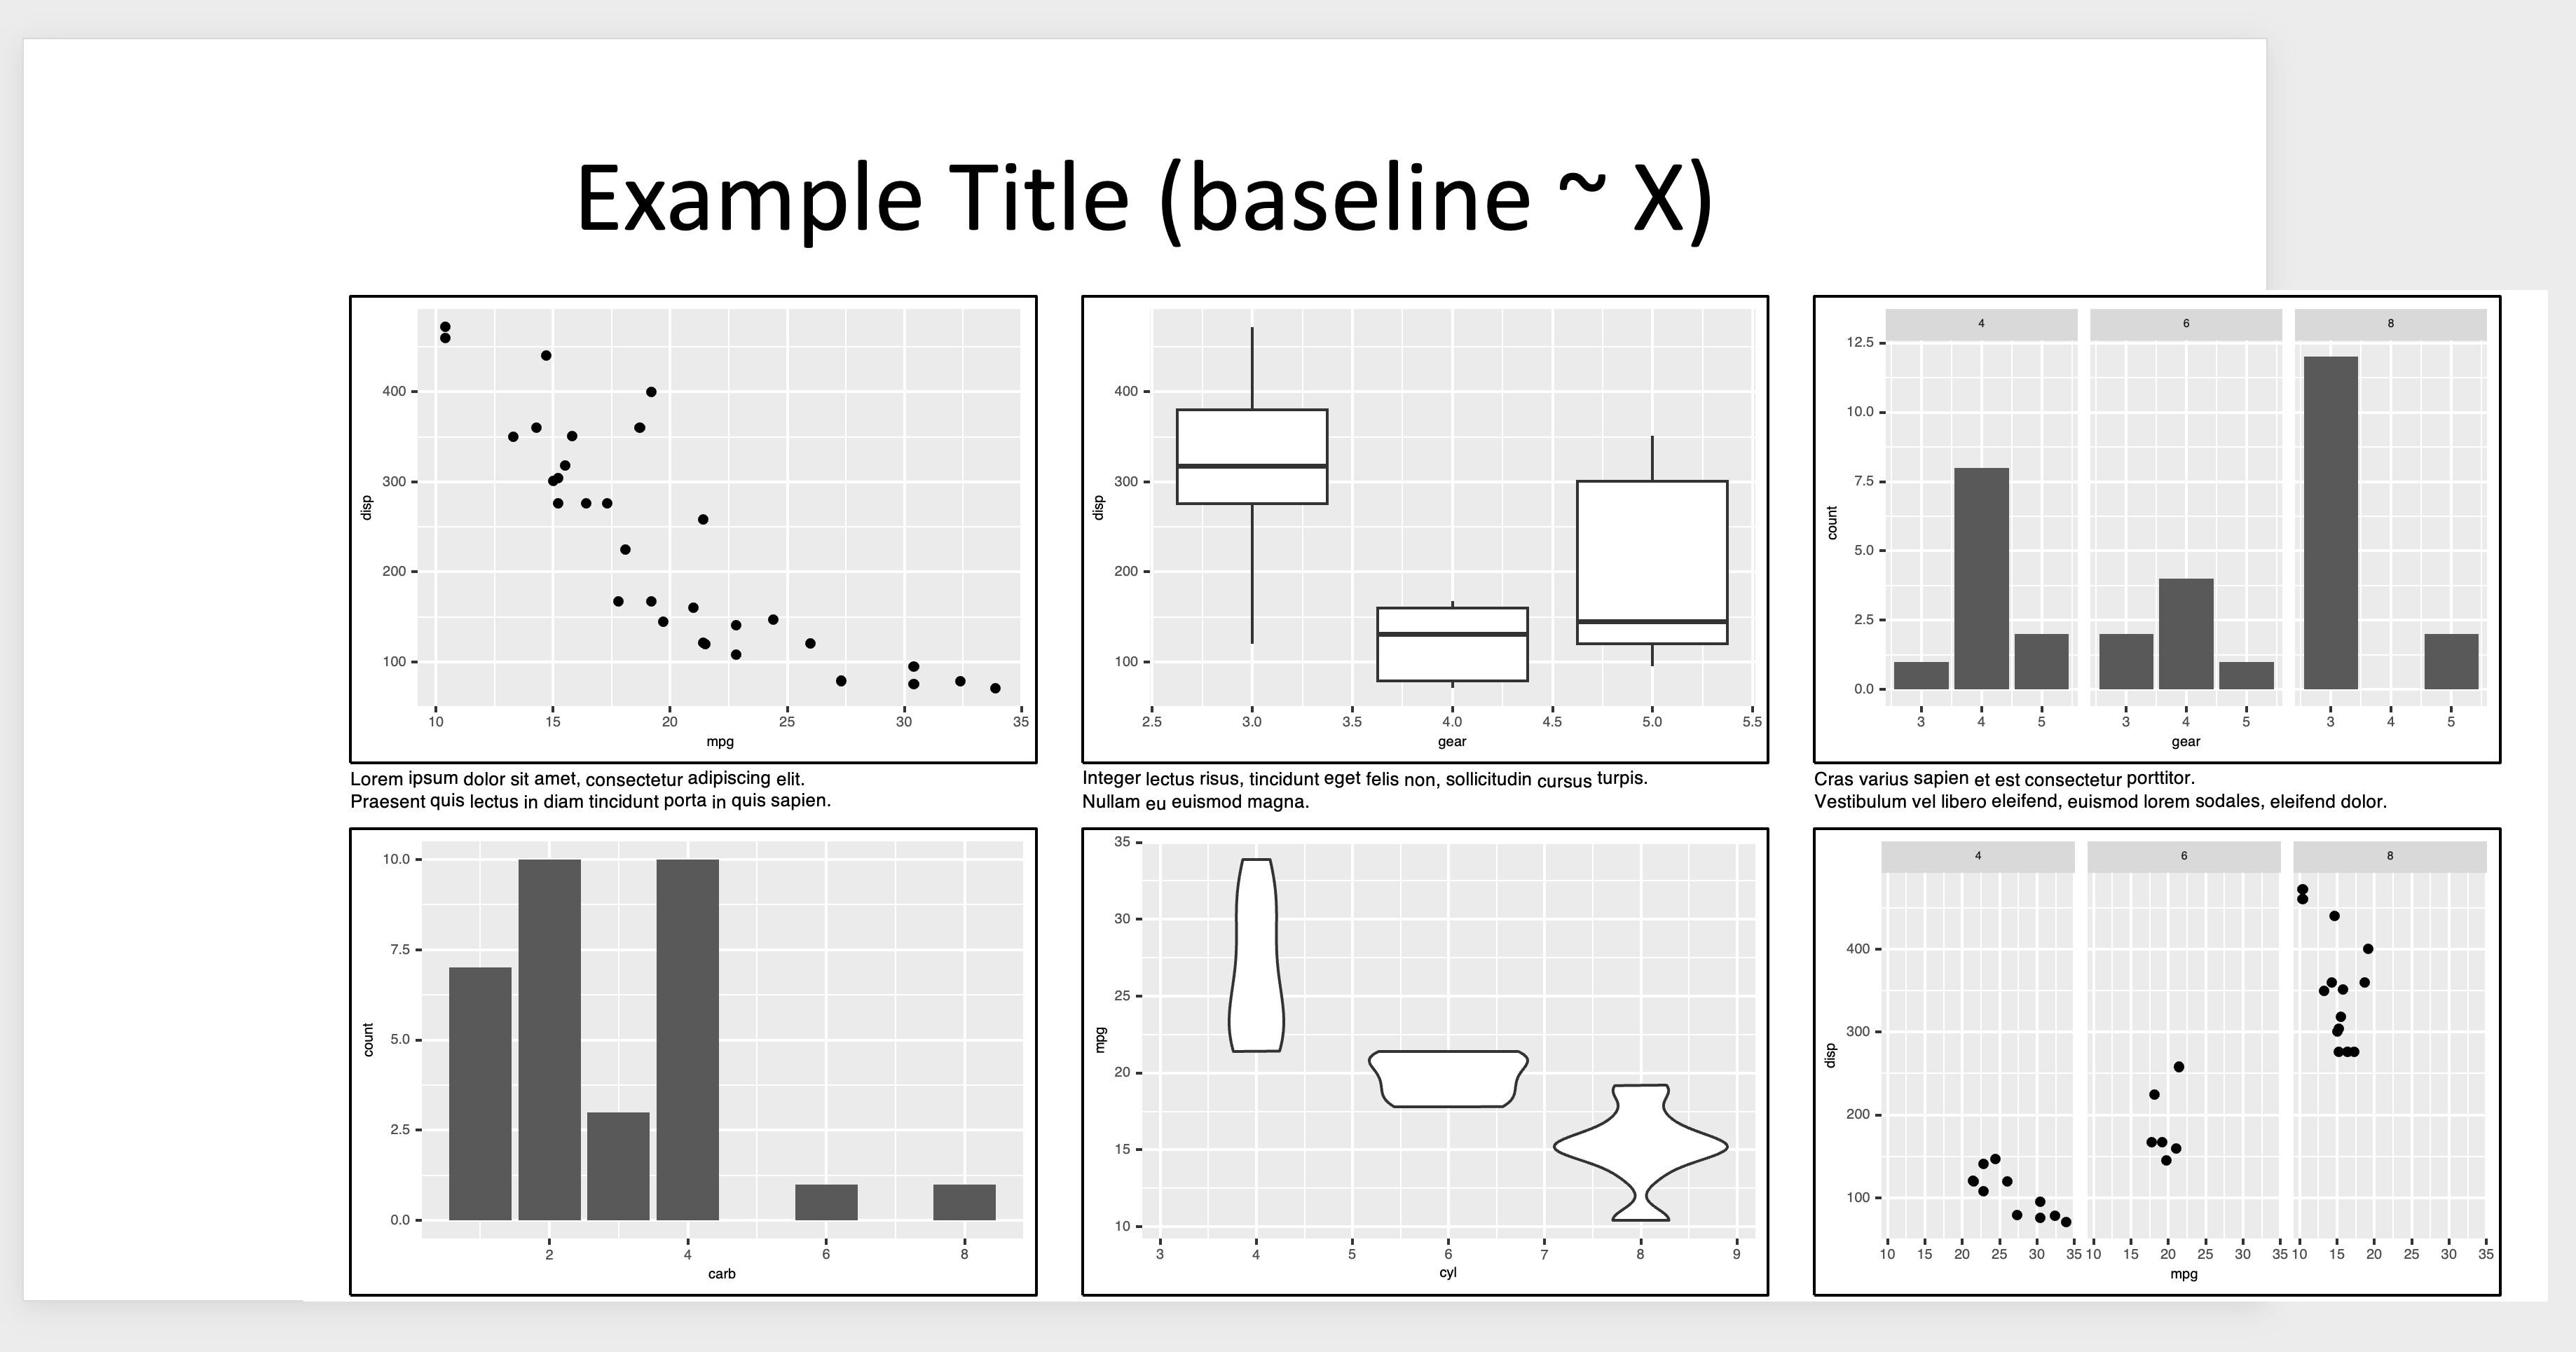 Example Title (baseline ~ X)
400
300
200
100
disp
10 15 20 25 30 35
mpg
400
300
200
100
disp
2.5 3.0 3.5 4.0 4.5 5.0 5.5
gear
4 6 8
12.5
10.0
7.5
5.0
2.5
0.0
count
3 4 5 3 4 5 3 4 5
gear
Lorem ipsum dolor sit amet, consectetur adipiscing elit.
Praesent quis lectus in diam tincidunt porta in quis sapien.
Integer lectus risus, tincidunt eget felis non, sollicitudin cursus turpis.
Nullam eu euismod magna.
Cras varius sapien et est consectetur porttitor.
Vestibulum vel libero eleifend, euismod lorem sodales, eleifend dolor.
10.0
7.5
5.0
2.5
0.0
count
2 4 6 8
carb
35
30
25
20
15
10
mpg
3 4 5 6 7 8 9
cyl
4 6 8
400
300
200
100
disp
10 15 20 25 30 35 10 15 20 25 30 35 10 15 20 25 30 35
mpg